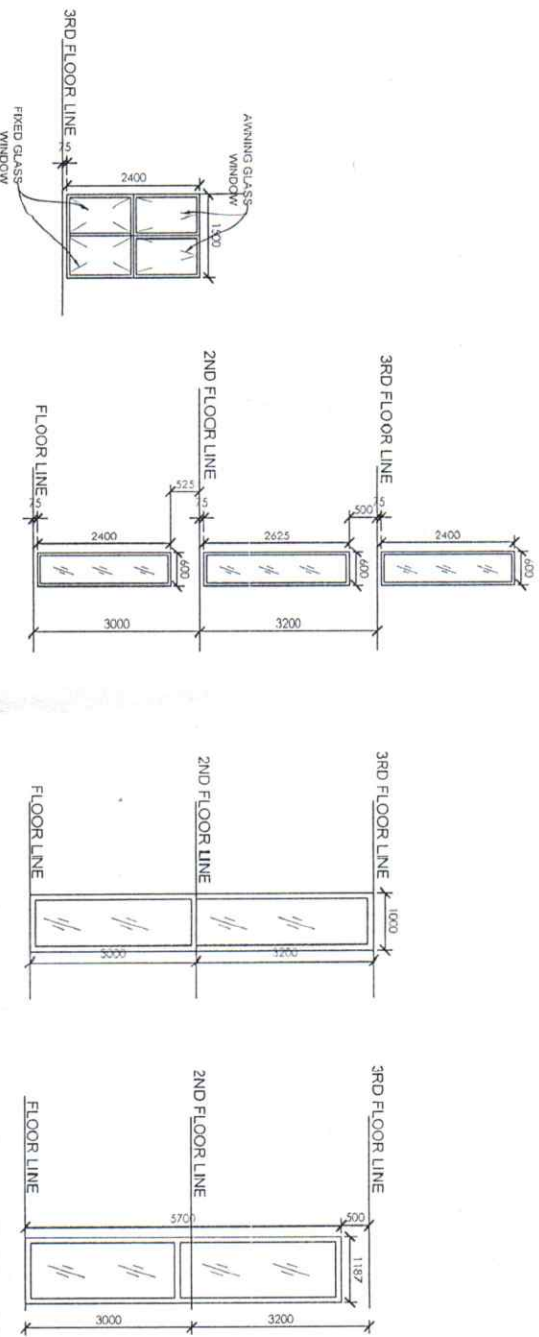 3RD FLOOR LINE
75
FIXED GLASS
WINDOW
AWNING GLASS
WINDOW
2400
1500
3RD FLOOR LINE
2ND FLOOR LINE
FLOOR LINE
75
525
75
500
75
2400
2625
2400
600
600
600
3000
3200
3RD FLOOR LINE
2ND FLOOR LINE
FLOOR LINE
1000
3000
3200
3RD FLOOR LINE
2ND FLOOR LINE
FLOOR LINE
5700
500
1187
3000
3200